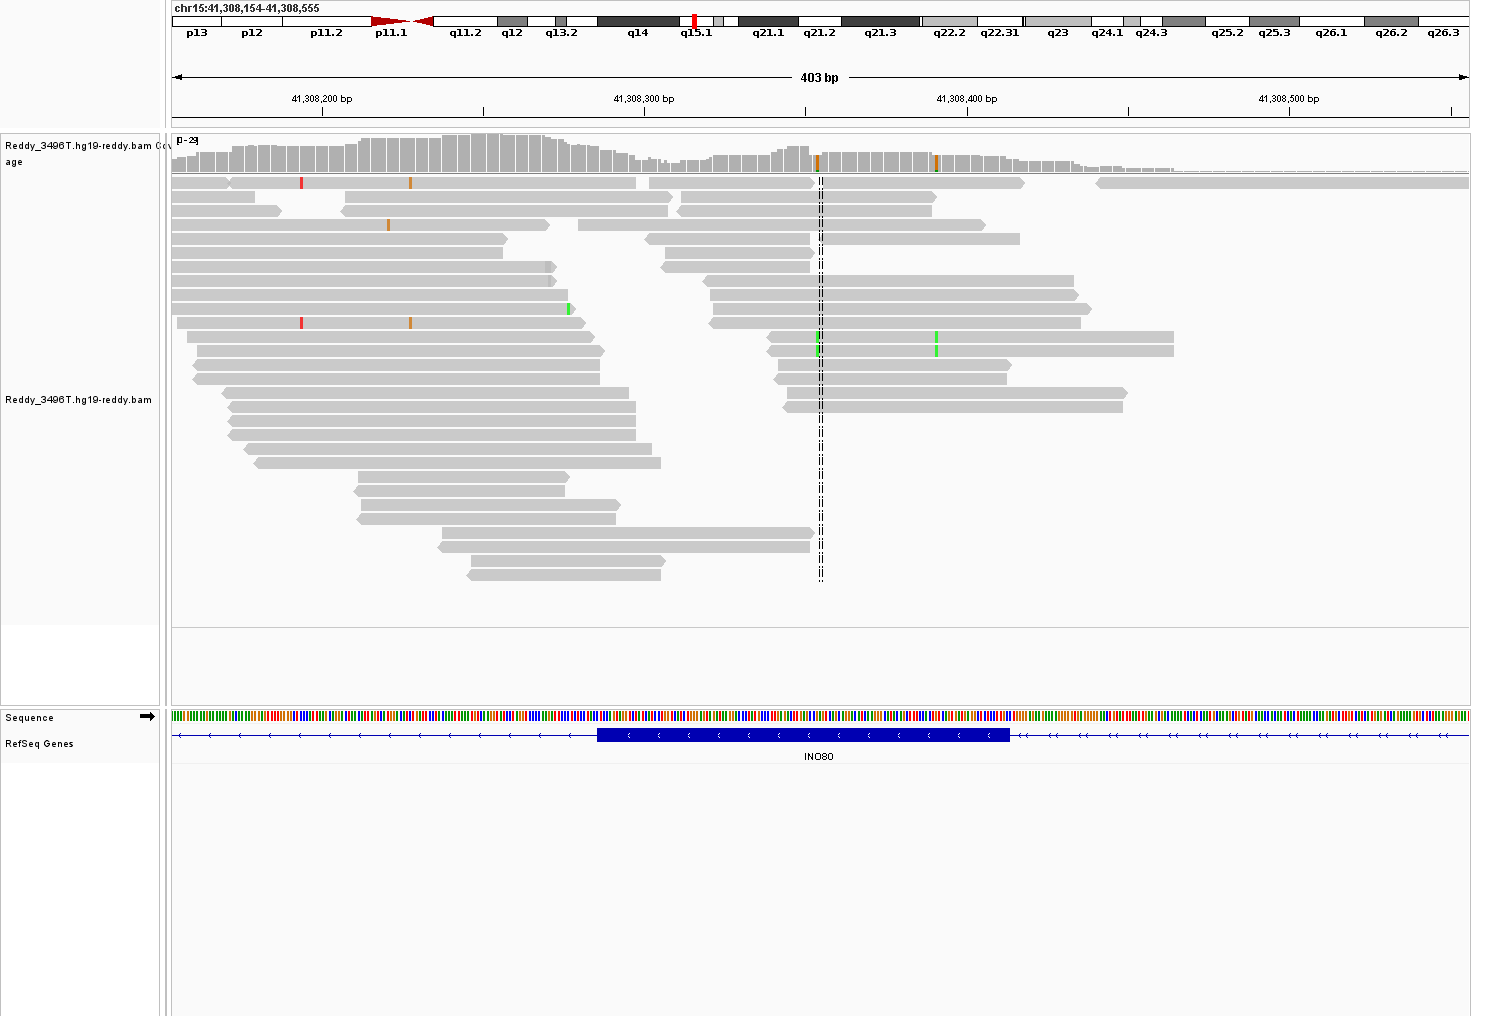 chr15:41,308,154-41,308,555
p13 p12 p11.2 p11.1 q11.2 q12 q13.2 q14 q15.1 q21.1 q21.2 q21.3 q22.2 q22.31 q23 q24.1 q24.3 q25.2 q25.3 q26.1 q26.2 q26.3
403 bp
41,308,200 bp 41,308,300 bp 41,308,400 bp 41,308,500 bp
[0-29]
Reddy_3496T.hg19-reddy.bam Cov
age
Reddy_3496T.hg19-reddy.bam
Sequence
RefSeq Genes
INO80